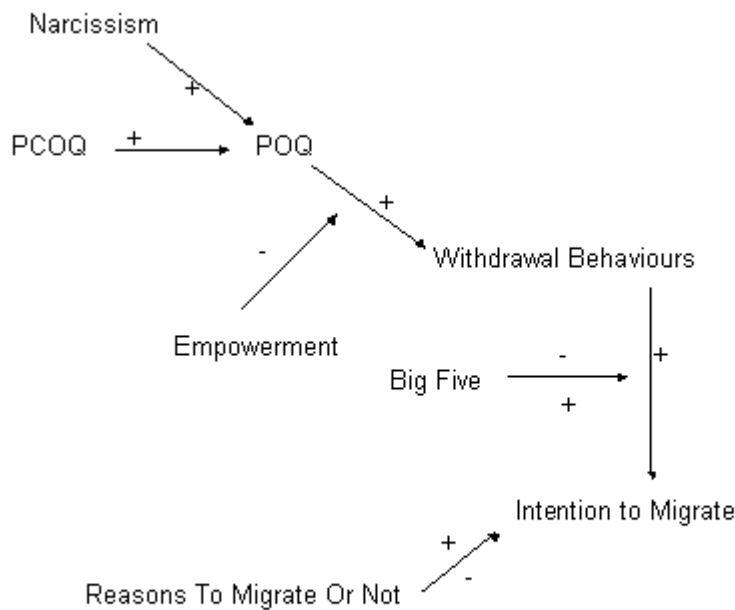 Narcissism
+
PCOQ
+
POQ
+
-
Withdrawal Behaviours
Empowerment
-
+
Big Five
+
Intention to Migrate
+
-
Reasons To Migrate Or Not